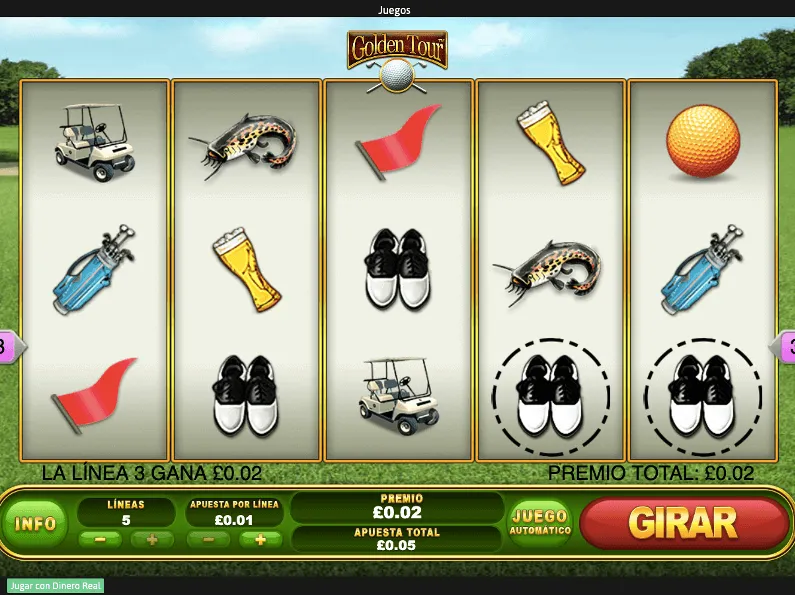 Juegos
Golden Tour™
3
3
LA LÍNEA 3 GANA £0.02
PREMIO TOTAL: £0.02
INFO
LÍNEAS
5
APUESTA POR LÍNEA
£0.01
PREMIO
£0.02
APUESTA TOTAL
£0.05
JUEGO
AUTOMÁTICO
GIRAR
Jugar con Dinero Real